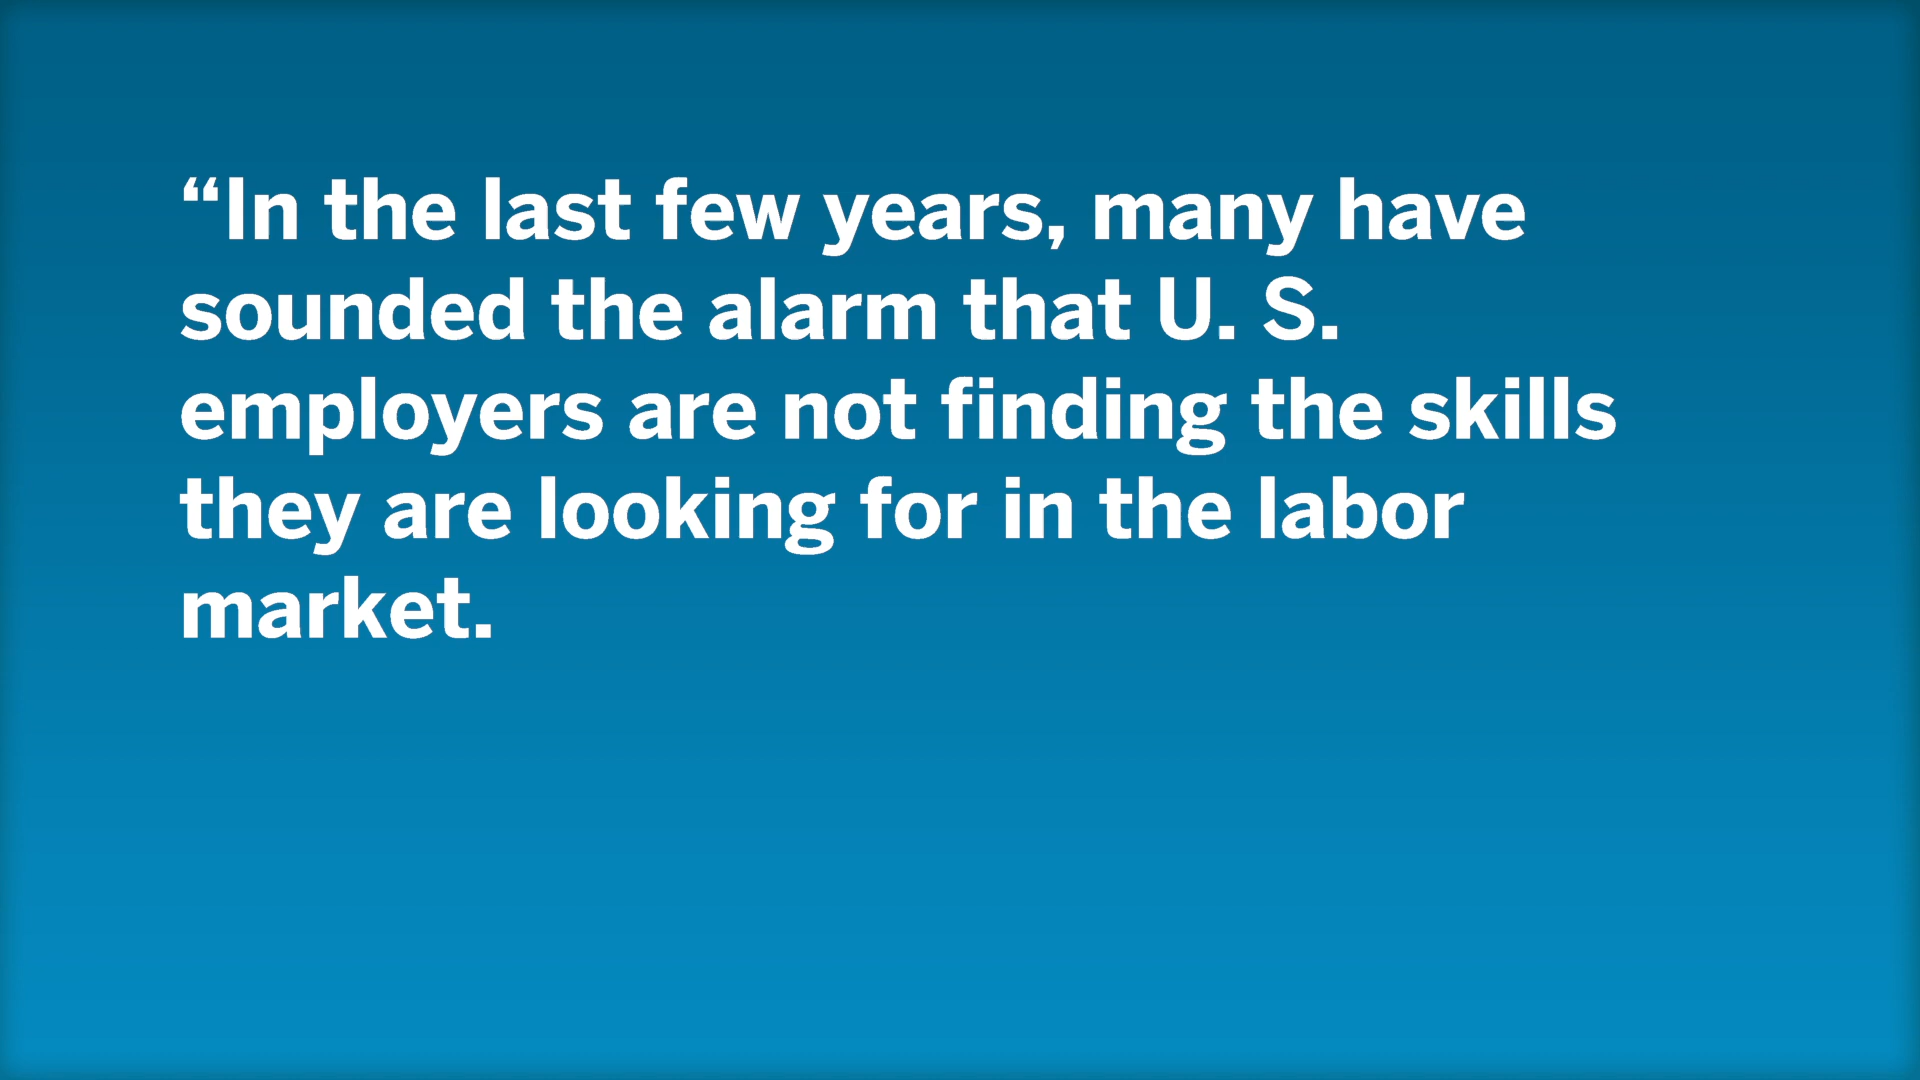 “In the last few years, many have
sounded the alarm that U. S.
employers are not finding the skills
they are looking for in the labor
market.